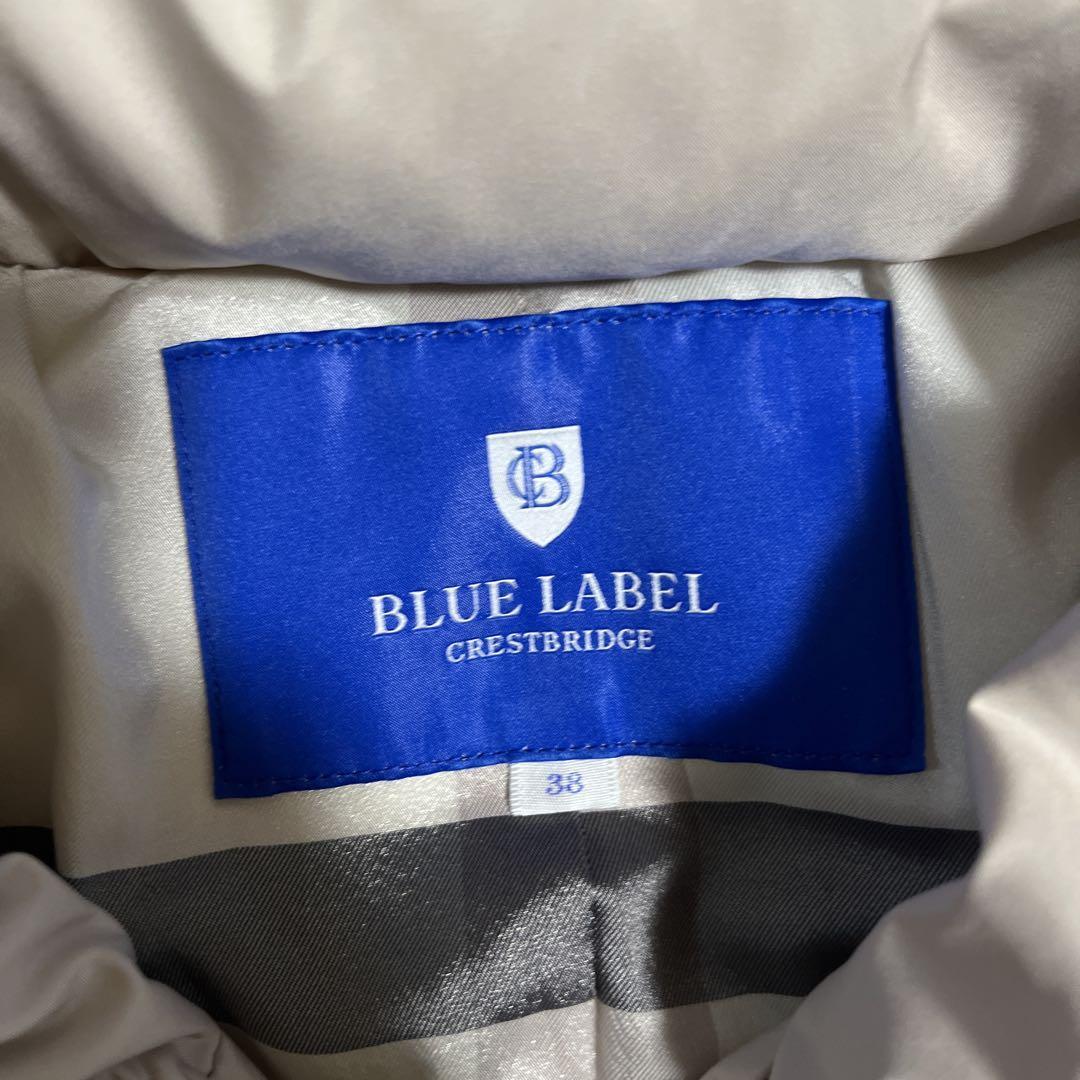 CB
BLUE LABEL
CRESTBRIDGE
38